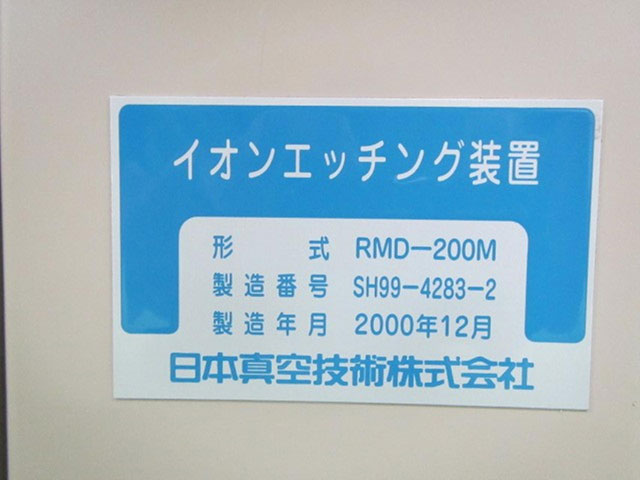 イオンエッチング装置
形 式 RMD-200M
製造番号 SH99-4283-2
製造年月 2000年12月
日本真空技術株式会社